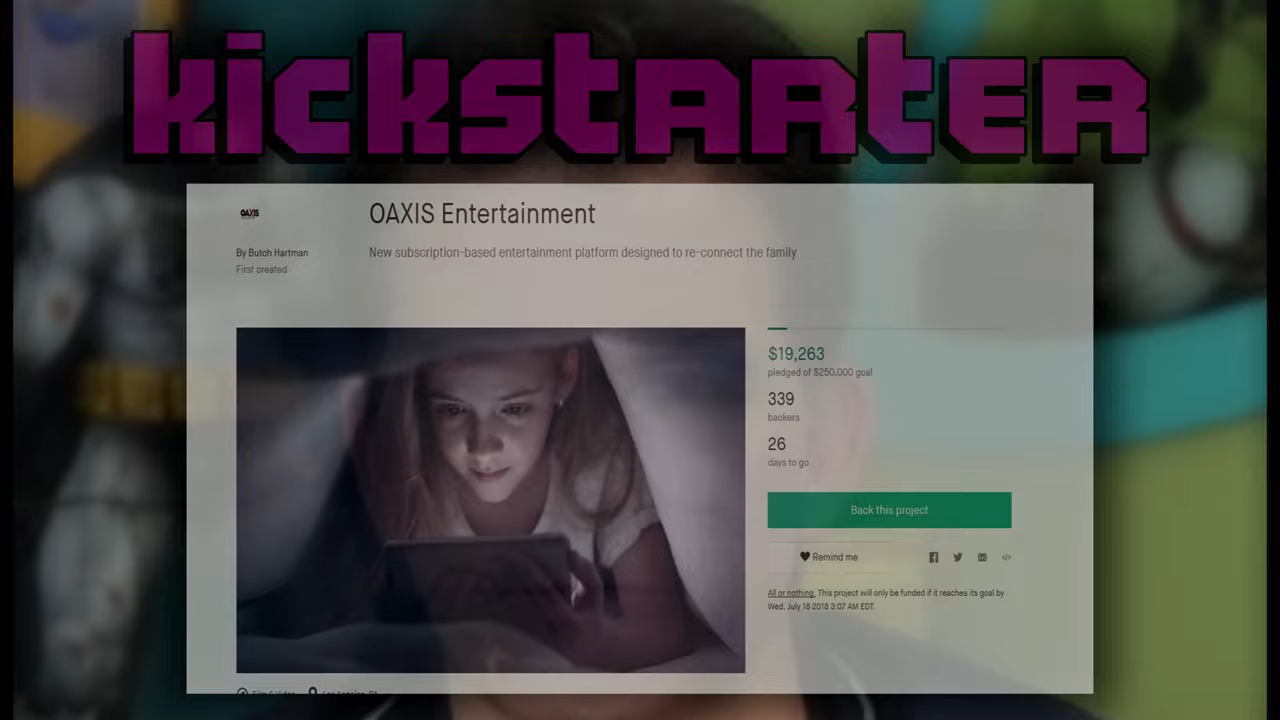 kickstarter
OAXIS
OAXIS Entertainment
By Butch Hartman
New subscription-based entertainment platform designed to re-connect the family
First created
$19,263
pledged of $250,000 goal
339
backers
26
days to go
Back this project
Remind me
All or nothing. This project will only be funded if it reaches its goal by
Wed, July 18 2018 3:07 AM EDT.